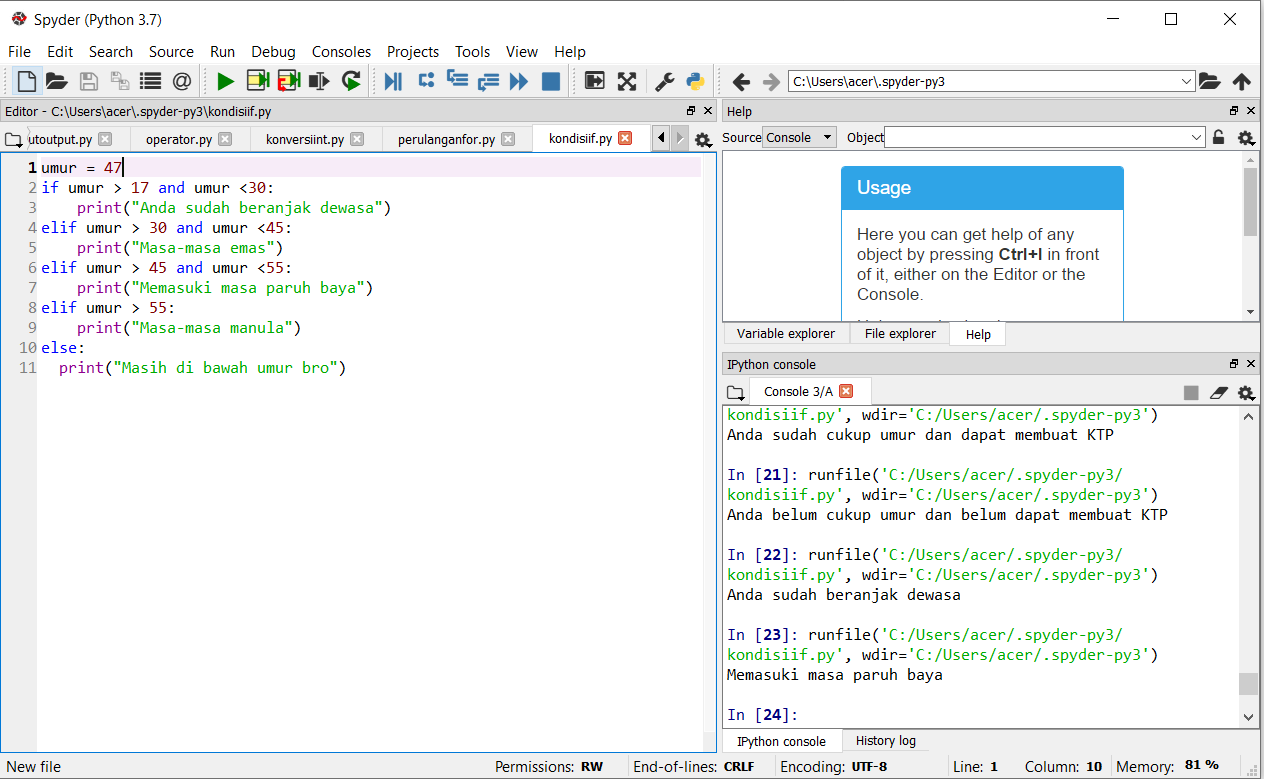 Spyder (Python 3.7)
File Edit Search Source Run Debug Consoles Projects Tools View Help
C:\Users\acer\.spyder-py3
Editor - C:\Users\acer\.spyder-py3\kondisiif.py
utoutput.py operator.py konversiint.py perulanganfor.py kondisiif.py
1 umur = 47
2 if umur > 17 and umur <30:
3 print("Anda sudah beranjak dewasa")
4 elif umur > 30 and umur <45:
5 print("Masa-masa emas")
6 elif umur > 45 and umur <55:
7 print("Memasuki masa paruh baya")
8 elif umur > 55:
9 print("Masa-masa manula")
10 else:
11 print("Masih di bawah umur bro")
Help
Source Console Object
Usage
Here you can get help of any
object by pressing Ctrl+I in front
of it, either on the Editor or the
Console.
Variable explorer File explorer Help
IPython console
Console 3/A
kondisiif.py', wdir='C:/Users/acer/.spyder-py3')
Anda sudah cukup umur dan dapat membuat KTP
In [21]: runfile('C:/Users/acer/.spyder-py3/
kondisiif.py', wdir='C:/Users/acer/.spyder-py3')
Anda belum cukup umur dan belum dapat membuat KTP
In [22]: runfile('C:/Users/acer/.spyder-py3/
kondisiif.py', wdir='C:/Users/acer/.spyder-py3')
Anda sudah beranjak dewasa
In [23]: runfile('C:/Users/acer/.spyder-py3/
kondisiif.py', wdir='C:/Users/acer/.spyder-py3')
Memasuki masa paruh baya
In [24]:
IPython console History log
New file Permissions: RW End-of-lines: CRLF Encoding: UTF-8 Line: 1 Column: 10 Memory: 81 %